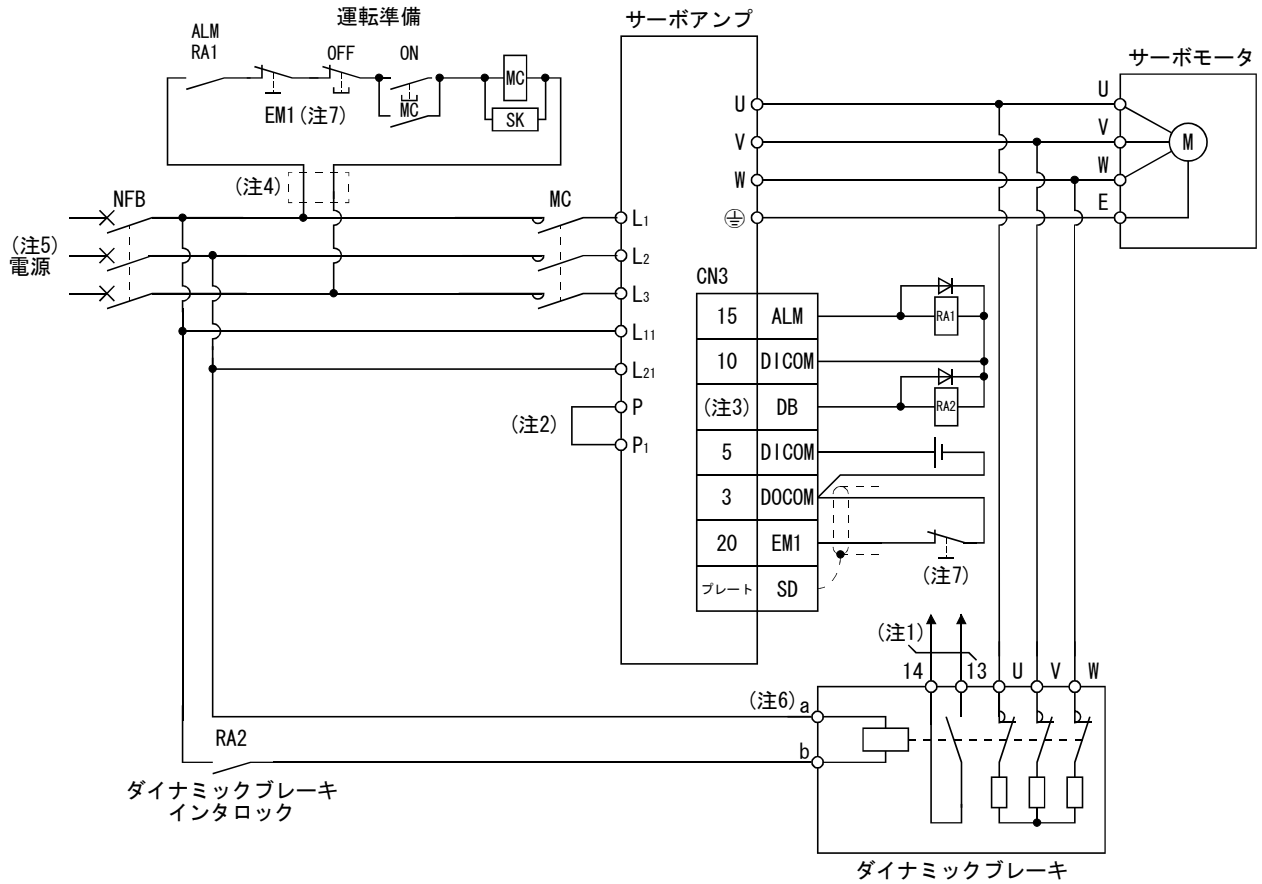 運転準備
サーボアンプ
ALM
RA1
OFF
ON
MC
SK
EM1(注7)
MC
サーボモータ
U
V
W
U
V
W
E
M
(注4)
NFB
MC
(注5)
電源
L1
L2
L3
L11
L21
P
P1
(注2)
CN3
15 ALM
10 DICOM
(注3) DB
5 DICOM
3 DOCOM
20 EM1
プレート SD
RA1
RA2
(注7)
(注1)
14 13 U V W
(注6) a
b
RA2
ダイナミックブレーキ
インタロック
ダイナミックブレーキ